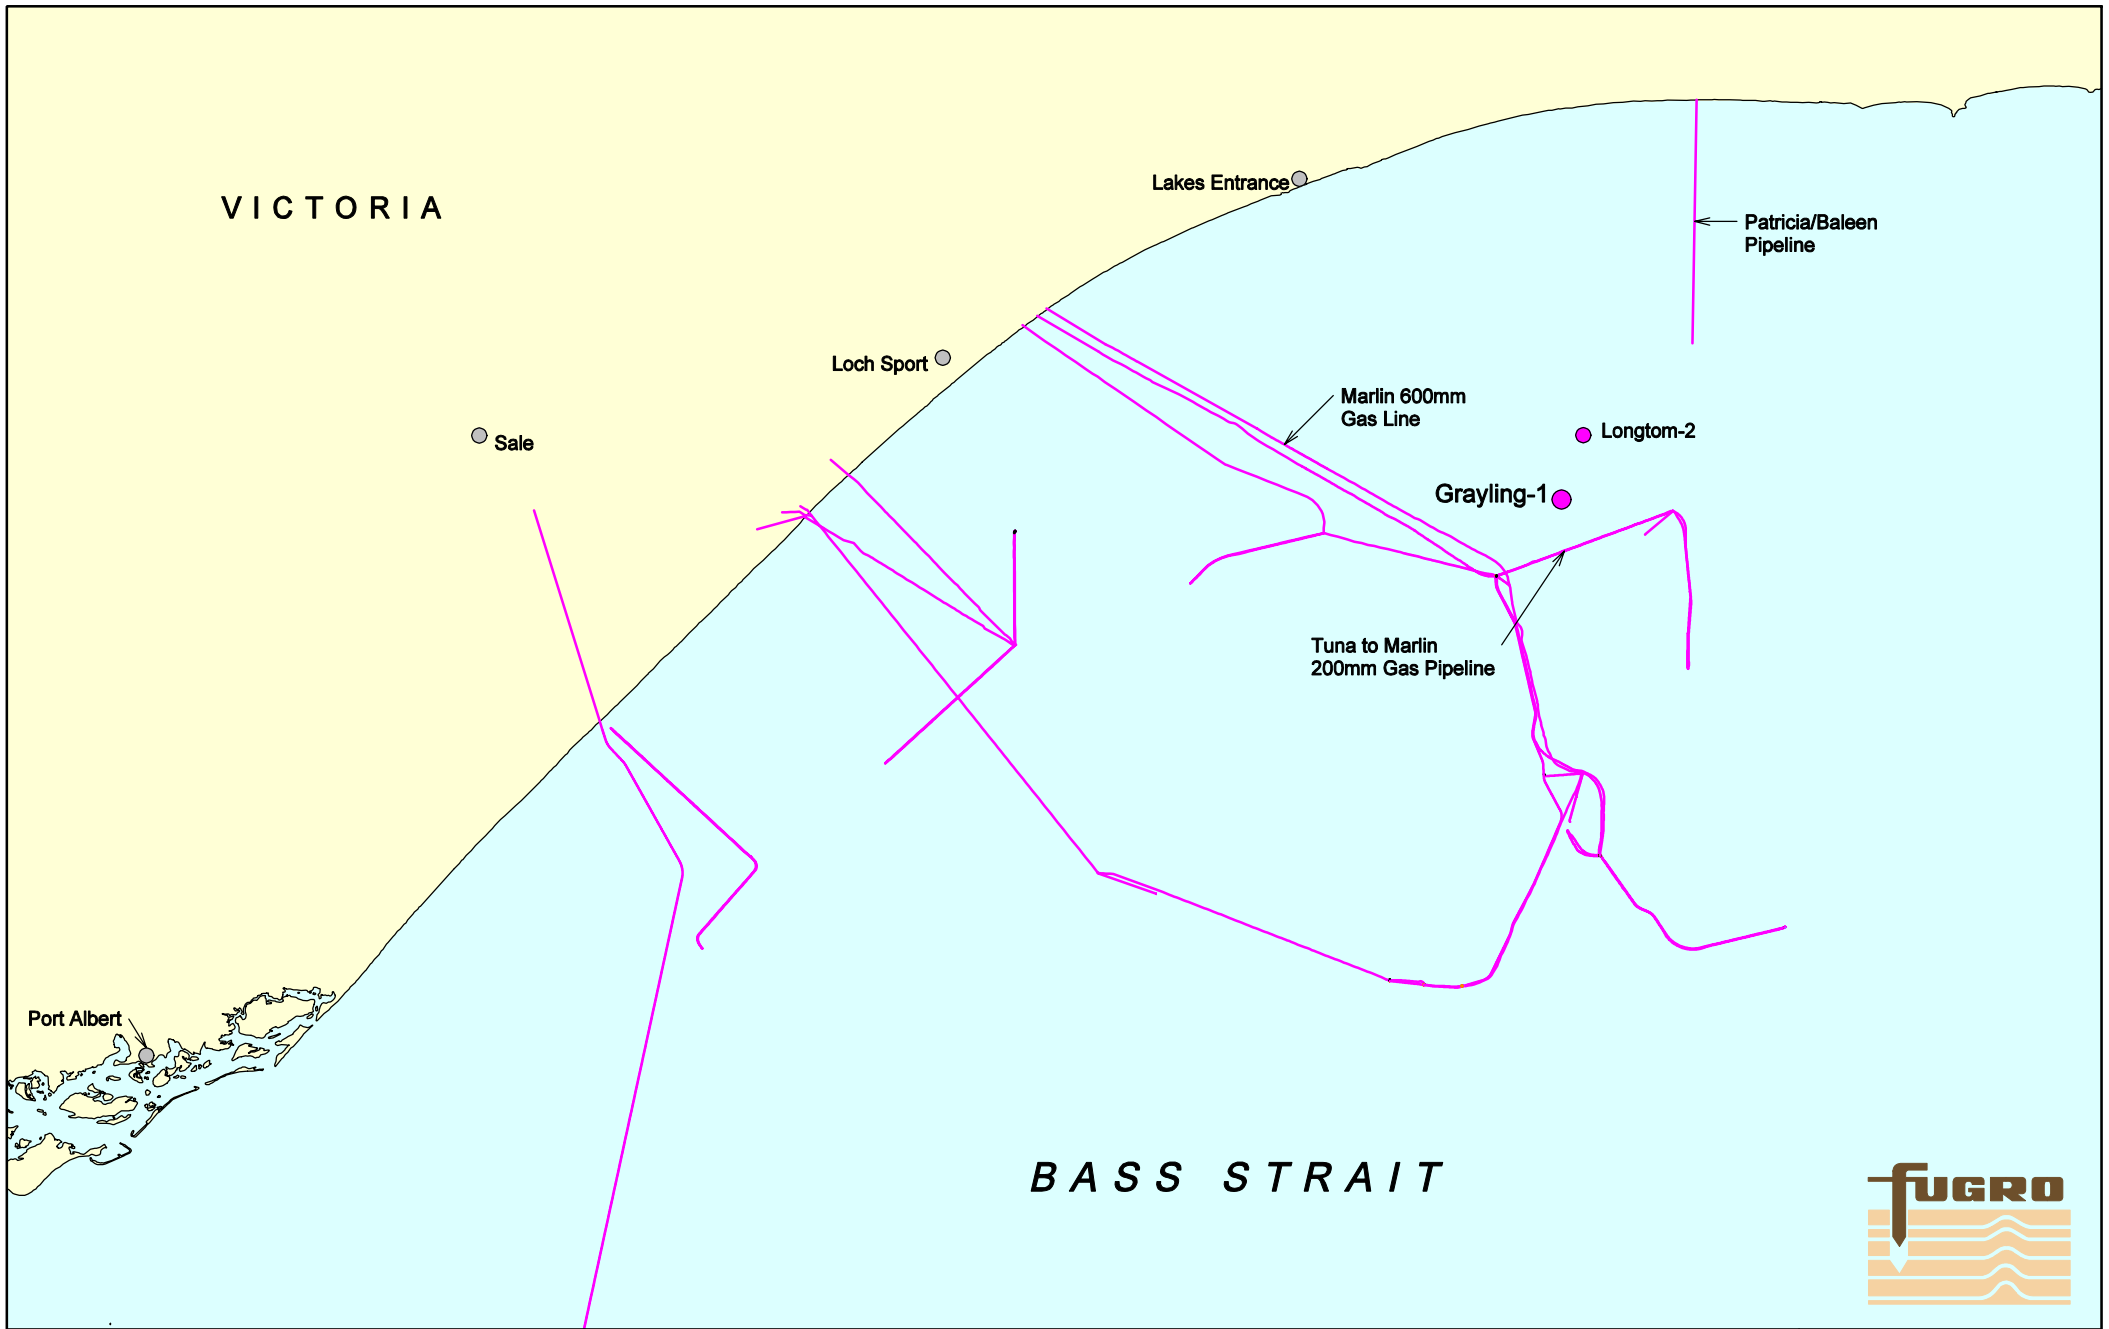 Lakes Entrance
VICTORIA
Patricia/Baleen
Pipeline
Loch Sport
Marlin 600mm
Gas Line
Longtom-2
Sale
Grayling-1
Tuna to Marlin
200mm Gas Pipeline
Port Albert
BASS STRAIT
fUGRO